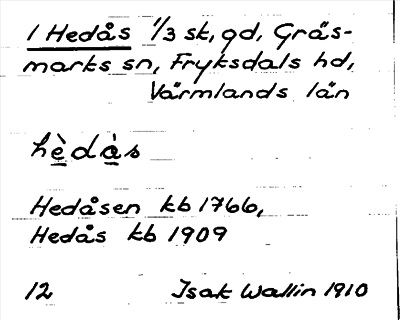 1 Hedås 1/3 sk, gd, Gräs-
marks sn, Fryksdals hd,
Värmlands län
hèdàs
Hedåsen kb 1766,
Hedås kb 1909
12 Isak Wallin 1910